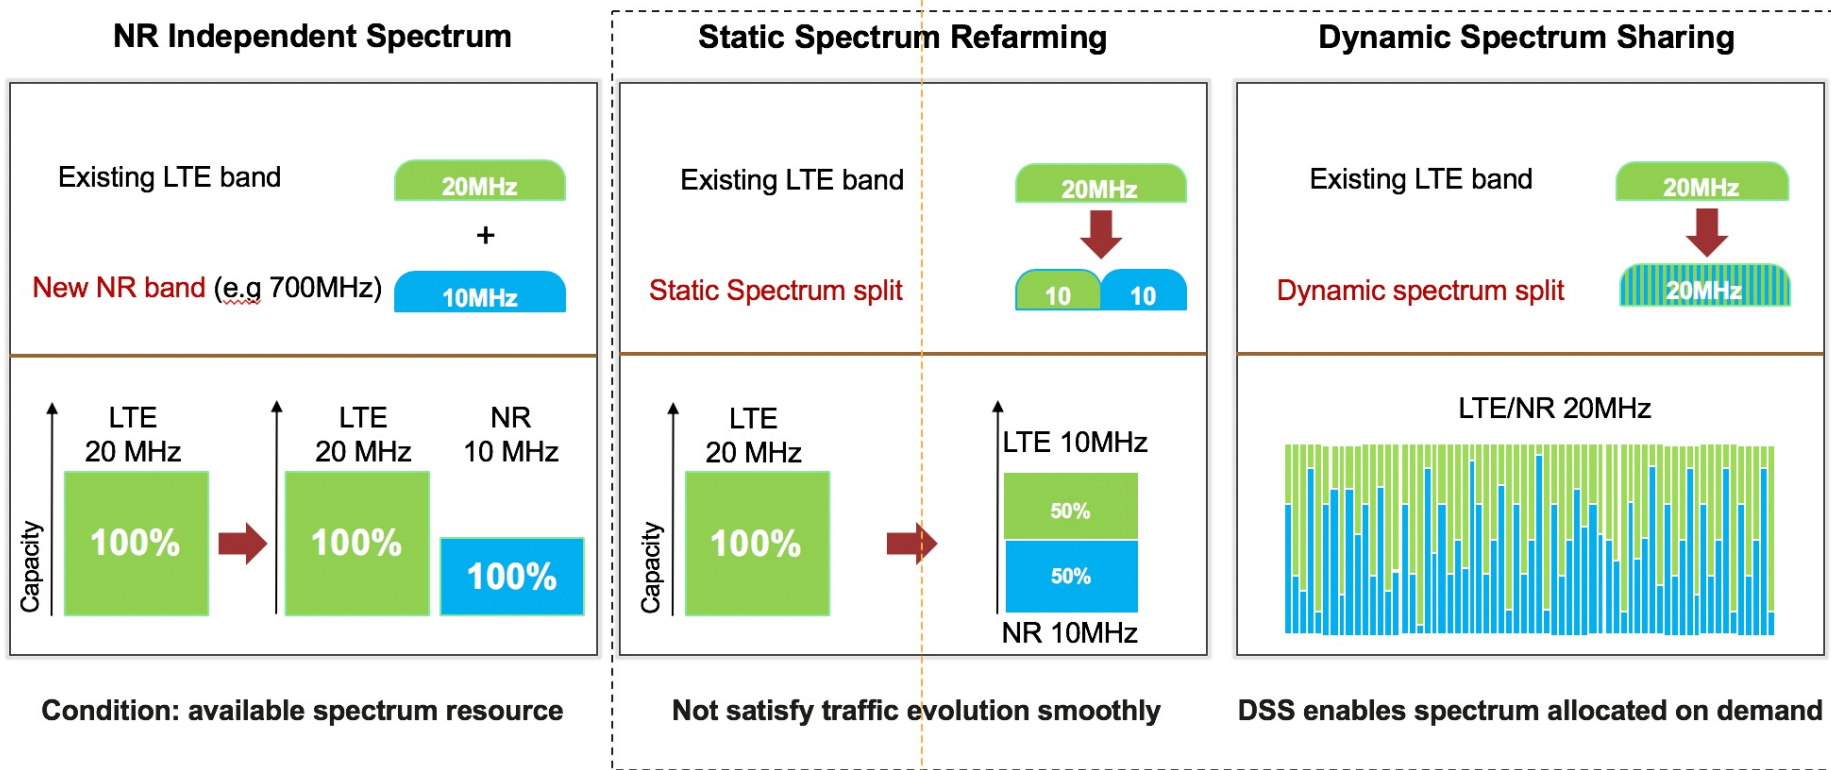 NR Independent Spectrum
Existing LTE band
20MHz
+
New NR band (e.g 700MHz)
10MHz
Capacity
LTE
20 MHz
100%
LTE
20 MHz
100%
NR
10 MHz
100%
Condition: available spectrum resource
Static Spectrum Refarming
Existing LTE band
20MHz
Static Spectrum split
10
10
Capacity
LTE
20 MHz
100%
LTE 10MHz
50%
50%
NR 10MHz
Not satisfy traffic evolution smoothly
Dynamic Spectrum Sharing
Existing LTE band
20MHz
Dynamic spectrum split
20MHz
LTE/NR 20MHz
DSS enables spectrum allocated on demand